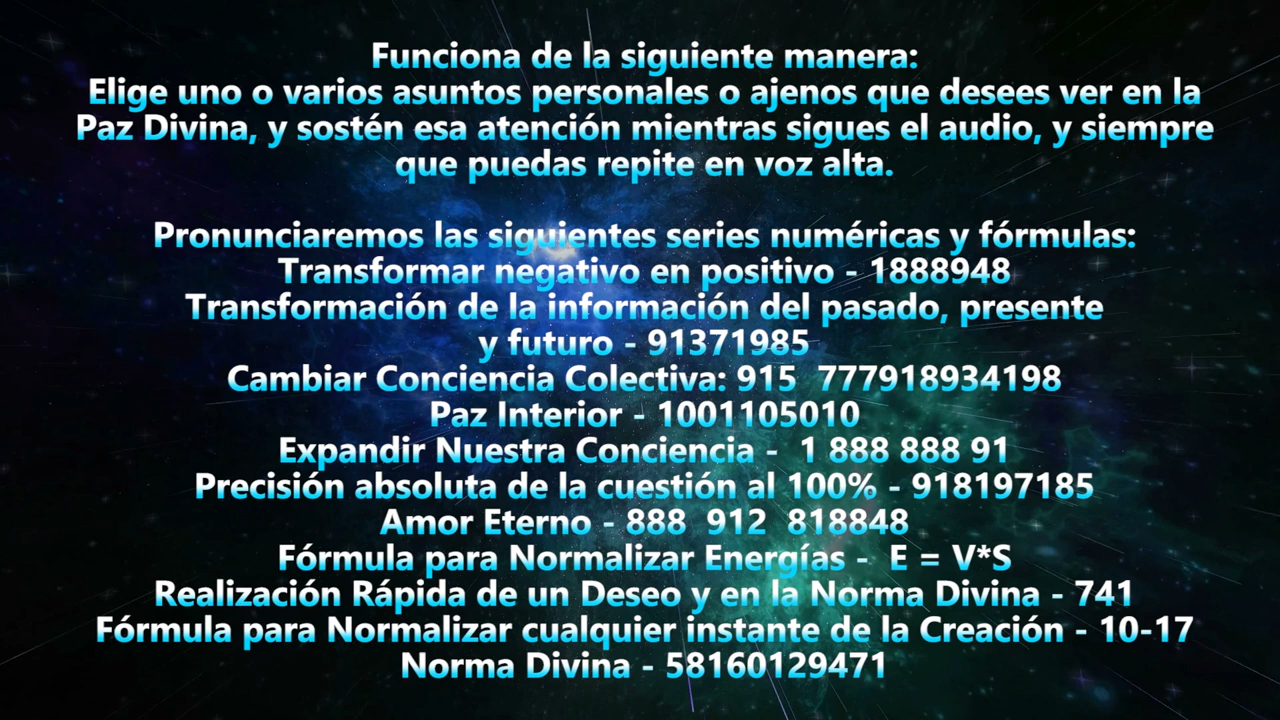 Funciona de la siguiente manera:
Elige uno o varios asuntos personales o ajenos que desees ver en la
Paz Divina, y sostén esa atención mientras sigues el audio, y siempre
que puedas repite en voz alta.
Pronunciaremos las siguientes series numéricas y fórmulas:
Transformar negativo en positivo - 1888948
Transformación de la información del pasado, presente
y futuro - 91371985
Cambiar Conciencia Colectiva: 915  777918934198
Paz Interior - 1001105010
Expandir Nuestra Conciencia -  1 888 888 91
Precisión absoluta de la cuestión al 100% - 918197185
Amor Eterno - 888  912  818848
Fórmula para Normalizar Energías -  E = V*S
Realización Rápida de un Deseo y en la Norma Divina - 741
Fórmula para Normalizar cualquier instante de la Creación - 10-17
Norma Divina - 58160129471